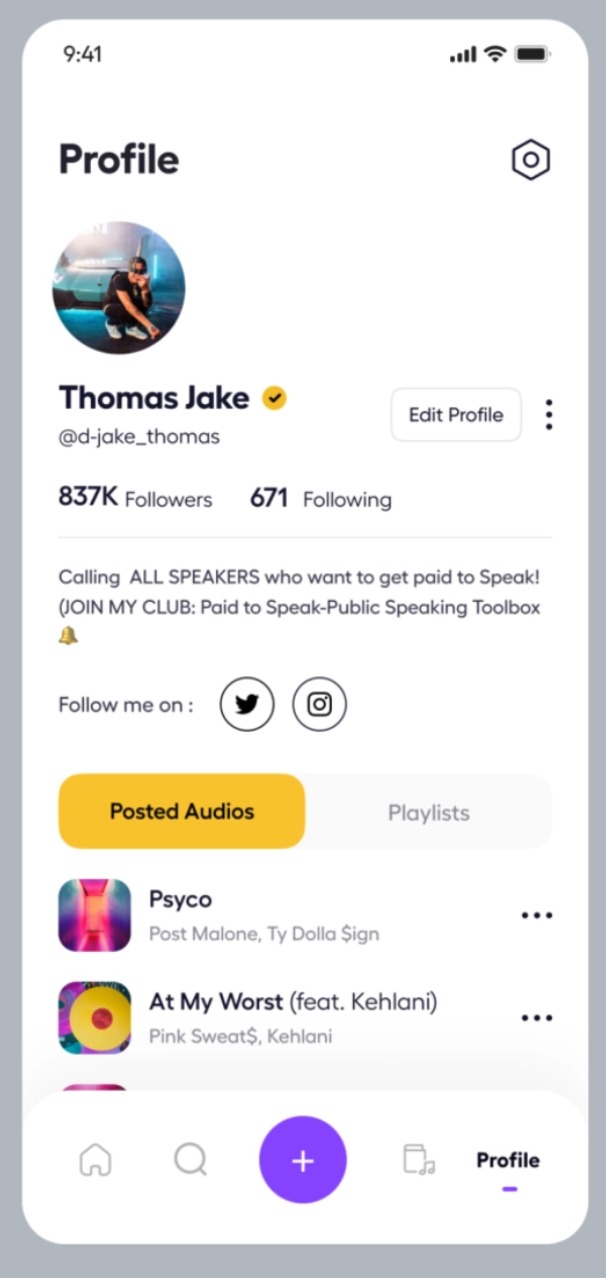 9:41
Profile
Thomas Jake
@d-jake_thomas
Edit Profile
837K Followers 671 Following
Calling ALL SPEAKERS who want to get paid to Speak!
(JOIN MY CLUB: Paid to Speak-Public Speaking Toolbox
🔔
Follow me on :
Posted Audios Playlists
Psyco
Post Malone, Ty Dolla $ign
At My Worst (feat. Kehlani)
Pink Sweat$, Kehlani
Profile